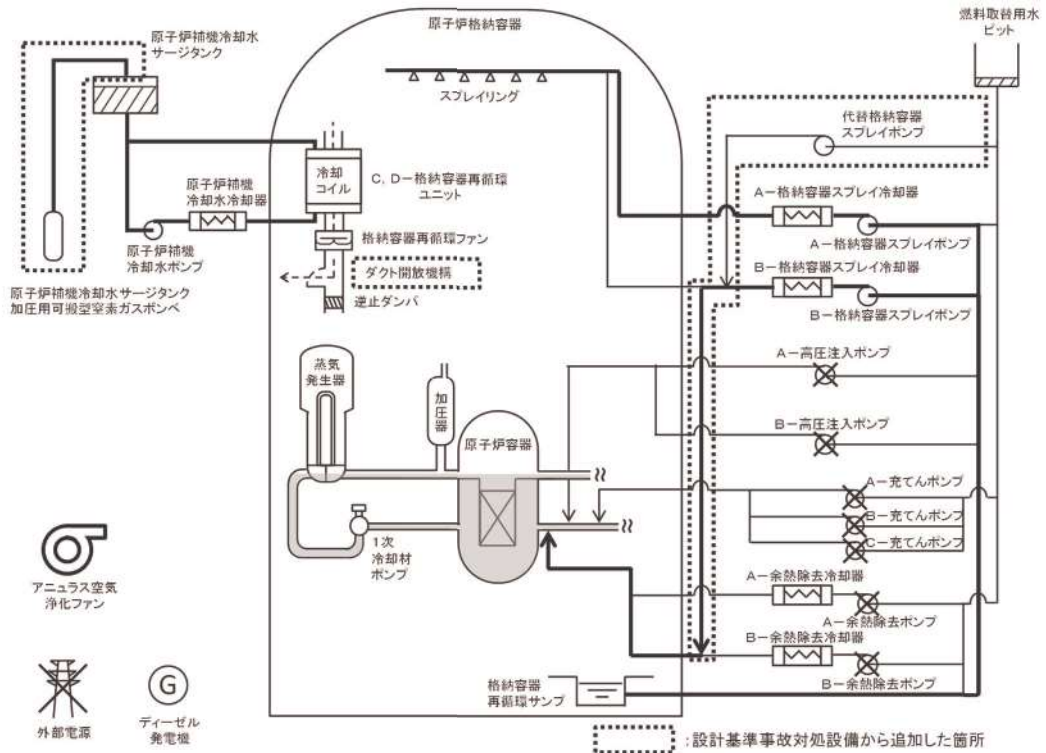 原子炉補機冷却水
サージタンク
原子炉格納容器
燃料取替用水
ピット
スプレイリング
代替格納容器
スプレイポンプ
冷却
コイル
C, D－格納容器再循環
ユニット
原子炉補機
冷却水冷却器
A－格納容器スプレイ冷却器
A－格納容器スプレイポンプ
格納容器再循環ファン
原子炉補機
冷却水ポンプ
ダクト開放機構
B－格納容器スプレイ冷却器
原子炉補機冷却水サージタンク
加圧用可搬型窒素ガスボンベ
逆止ダンパ
B－格納容器スプレイポンプ
A－高圧注入ポンプ
蒸気
発生器
加圧器
原子炉容器
B－高圧注入ポンプ
A－充てんポンプ
B－充てんポンプ
C－充てんポンプ
1次
冷却材
ポンプ
アニュラス空気
浄化ファン
A－余熱除去冷却器
A－余熱除去ポンプ
B－余熱除去冷却器
B－余熱除去ポンプ
格納容器
再循環サンプ
G
外部電源
ディーゼル
発電機
:設計基準事故対処設備から追加した箇所